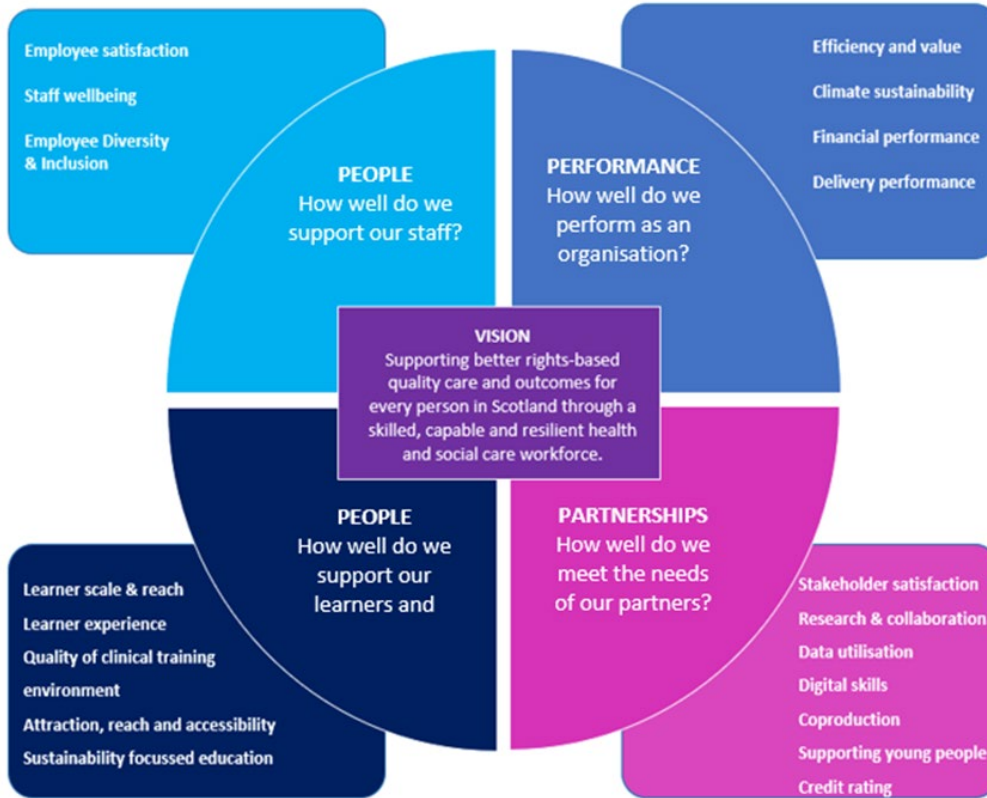 Employee satisfaction
Staff wellbeing
Employee Diversity
& Inclusion
PEOPLE
How well do we
support our staff?
Efficiency and value
Climate sustainability
Financial performance
Delivery performance
PERFORMANCE
How well do we
perform as an
organisation?
VISION
Supporting better rights-based
quality care and outcomes for
every person in Scotland through a
skilled, capable and resilient health
and social care workforce.
PEOPLE
How well do we
support our
learners and
Learner scale & reach
Learner experience
Quality of clinical training
environment
Attraction, reach and accessibility
Sustainability focussed education
PARTNERSHIPS
How well do we
meet the needs
of our partners?
Stakeholder satisfaction
Research & collaboration
Data utilisation
Digital skills
Coproduction
Supporting young people
Credit rating